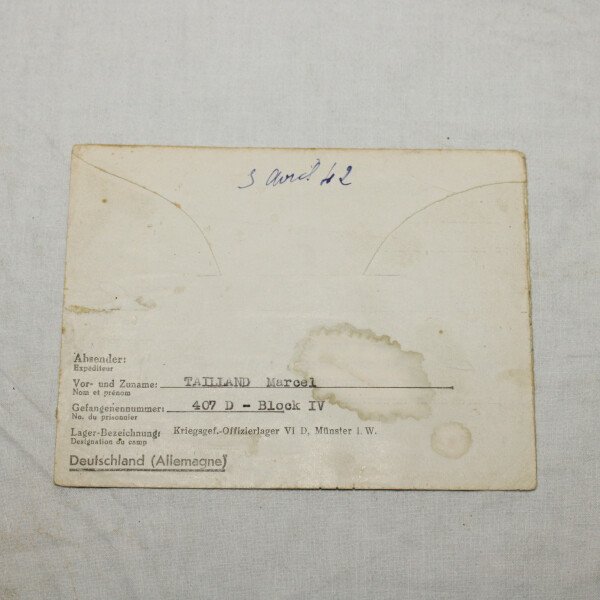 3 Avril 42
Absender:
Expéditeur
Vor- und Zuname: TAILLAND Marcel
Nom et prénom
Gefangenennummer: 407 D - Block IV
No. du prisonnier
Lager-Bezeichnung: Kriegsgef.-Offizierlager VI D, Münster i. W.
Désignation du camp
Deutschland (Allemagne)